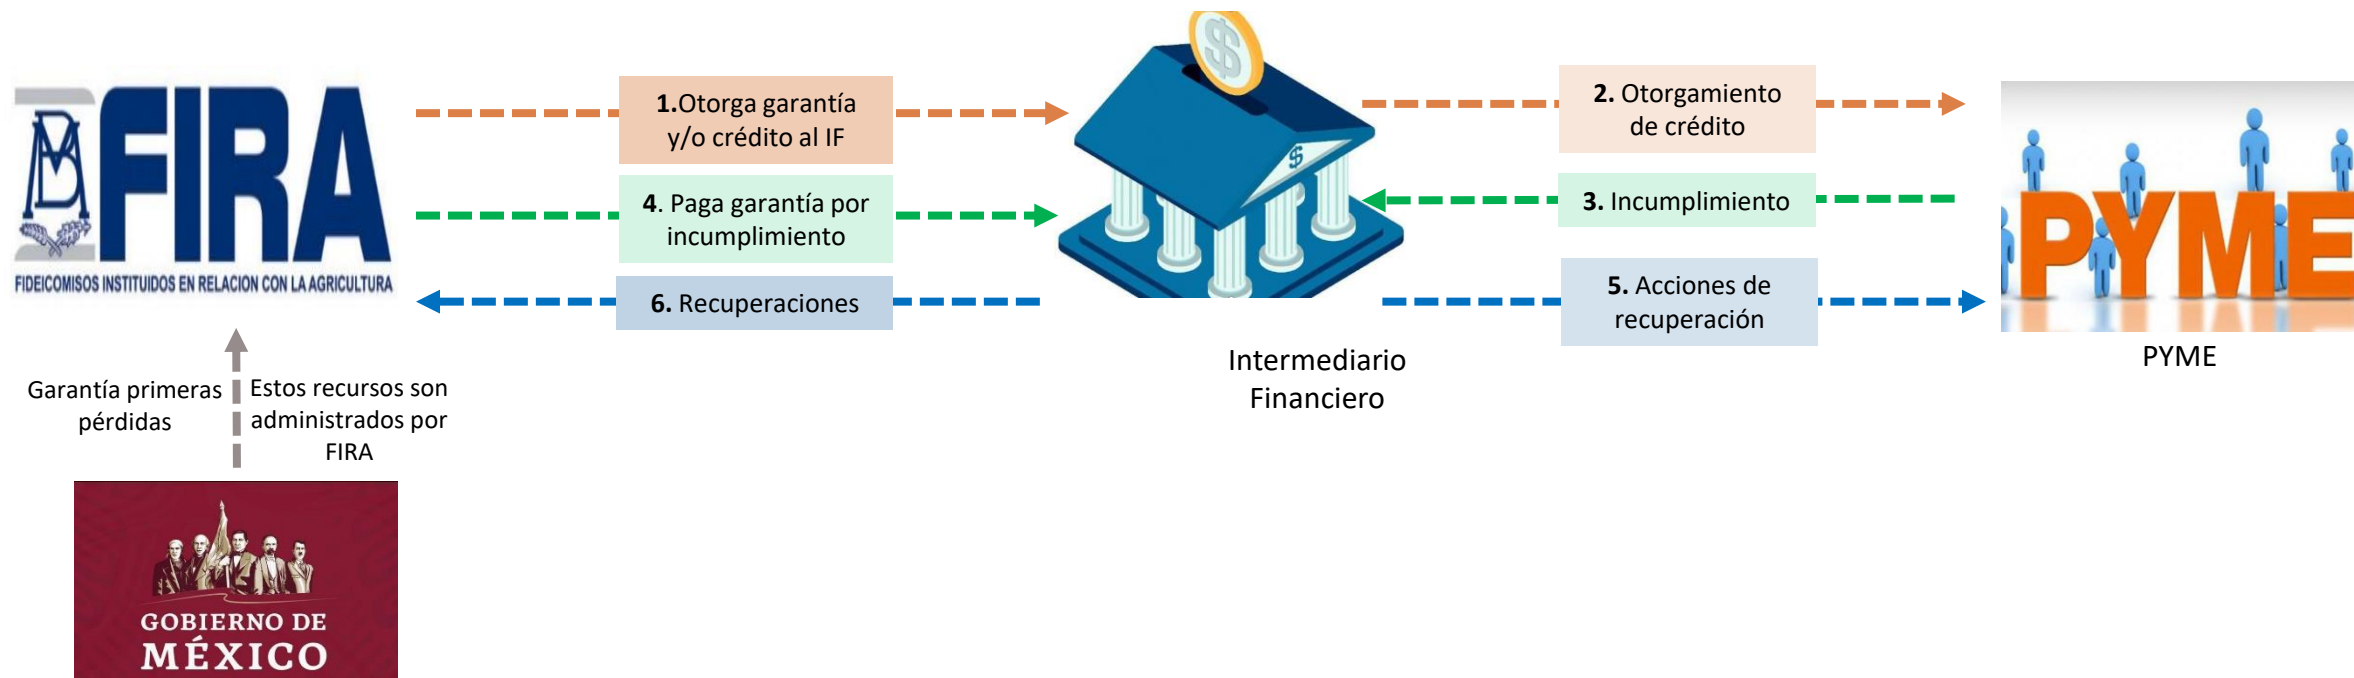 FIRA
FIDEICOMISOS INSTITUIDOS EN RELACION CON LA AGRICULTURA
1.Otorga garantía
y/o crédito al IF
4. Paga garantía por
incumplimiento
6. Recuperaciones
$
$
Intermediario
Financiero
2. Otorgamiento
de crédito
3. Incumplimiento
5. Acciones de
recuperación
PYME
PYME
Garantía primeras
pérdidas
Estos recursos son
administrados por
FIRA
GOBIERNO DE
MÉXICO